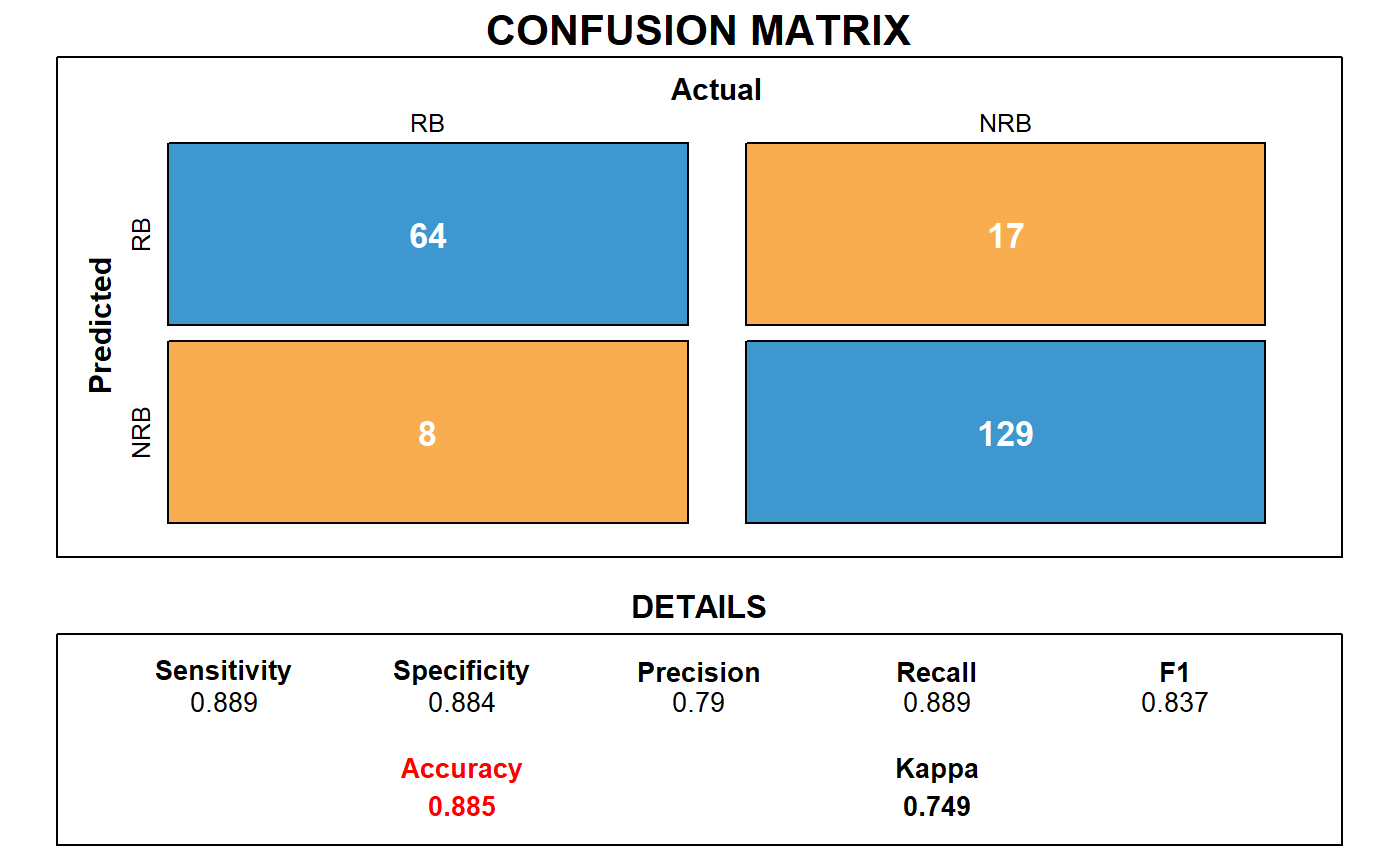 CONFUSION MATRIX
Actual
RB NRB
Predicted
RB
64 17
NRB
8 129
DETAILS
Sensitivity Specificity Precision Recall F1
0.889 0.884 0.79 0.889 0.837
Accuracy Kappa
0.885 0.749